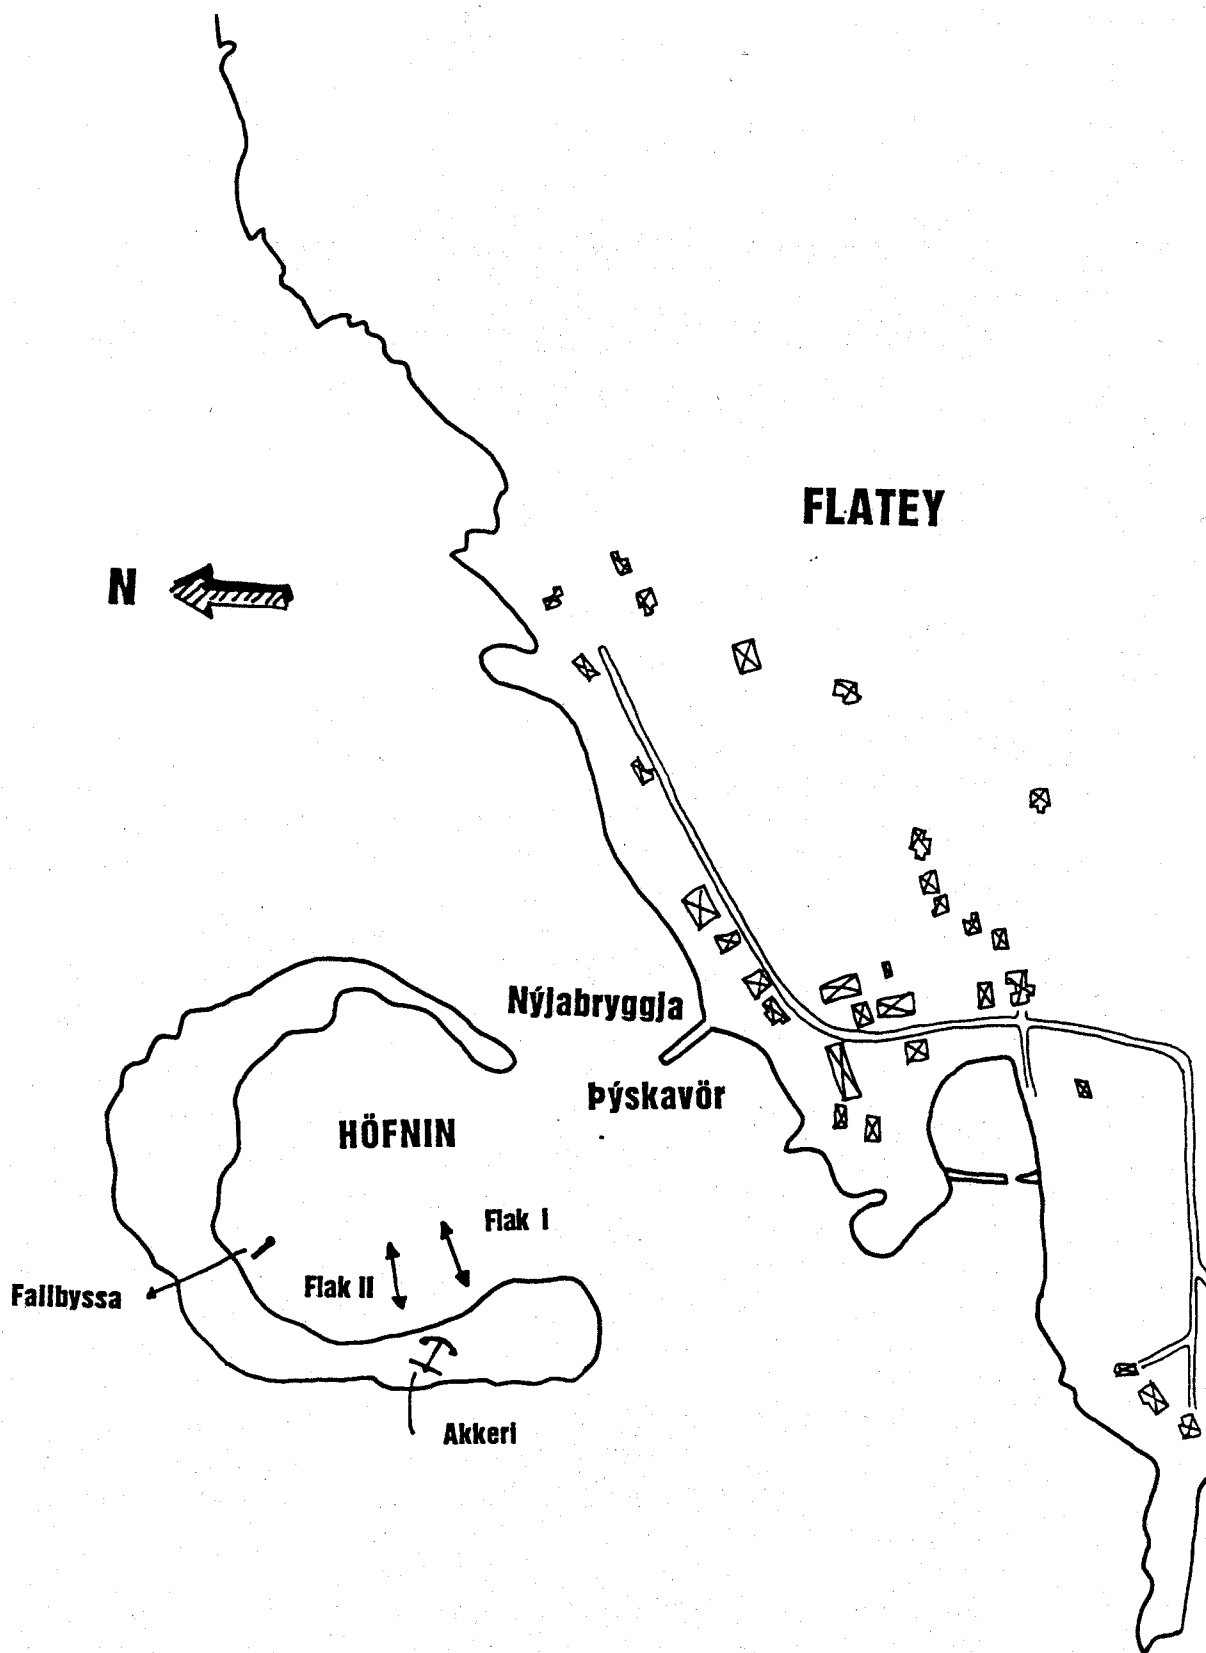 FLATEY
N
Nýjabryggja
Þýskavör
HÖFNIN
Flak I
Flak II
Fallbyssa
Akkeri